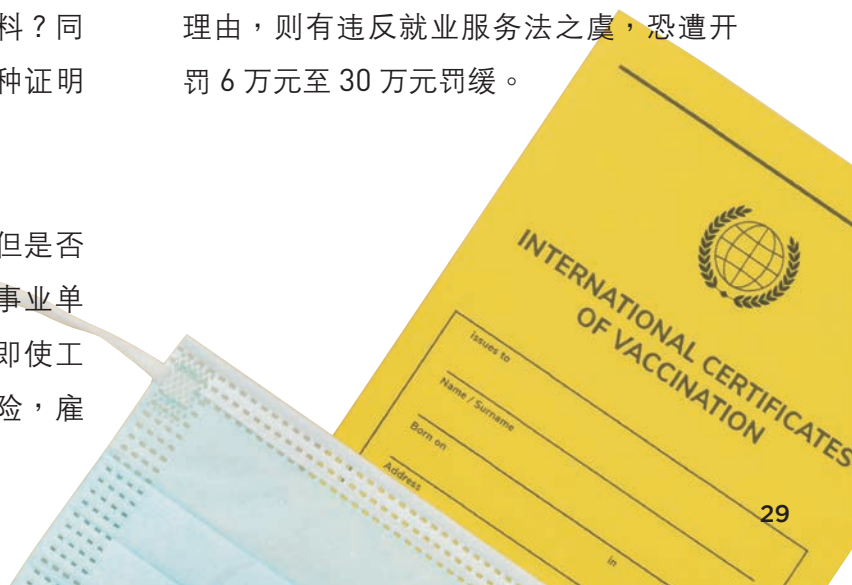 料？同
种证明
但是否
事业单
即使工
险，雇
理由，则有违反就业服务法之虞，恐遭开
罚 6 万元至 30 万元罚缓。
INTERNATIONAL CERTIFICATES
OF VACCINATION
issues to
Name / Surname
Born on
Address
in
29